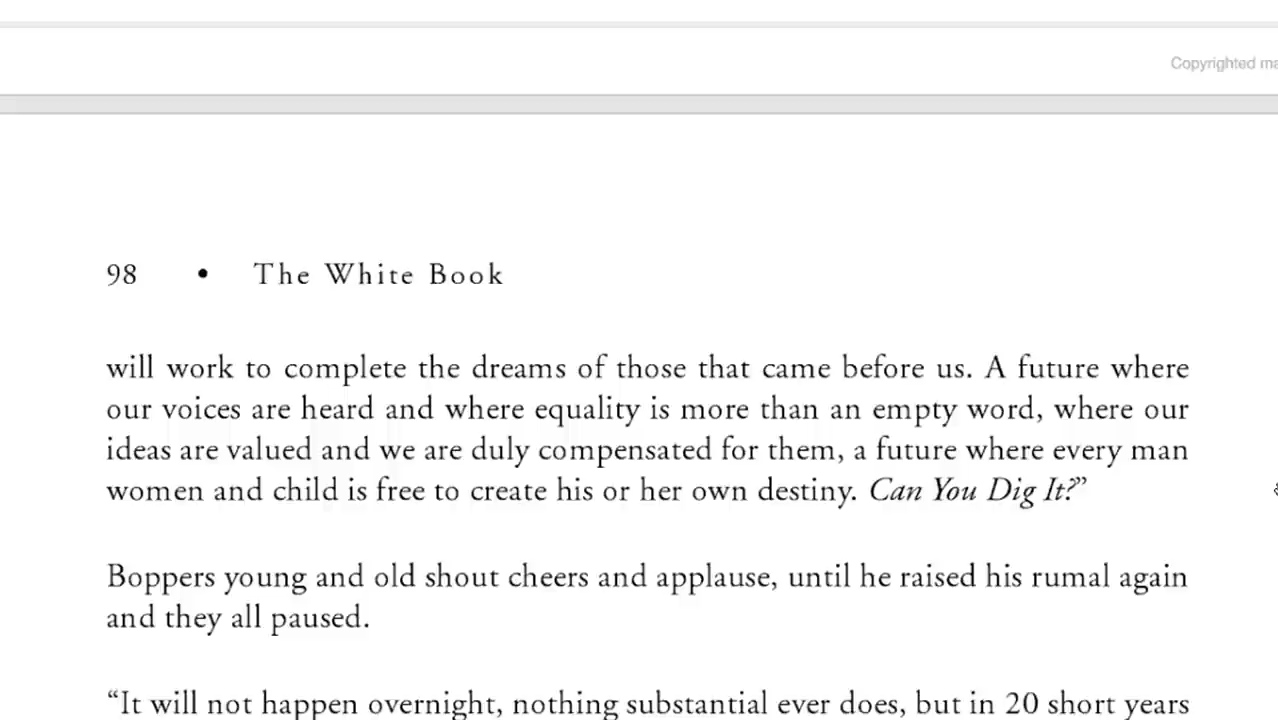 Copyrighted
98 • The White Book
will work to complete the dreams of those that came before us. A future where
our voices are heard and where equality is more than an empty word, where our
ideas are valued and we are duly compensated for them, a future where every man
women and child is free to create his or her own destiny. Can You Dig It?”
Boppers young and old shout cheers and applause, until he raised his rumal again
and they all paused.
“It will not happen overnight, nothing substantial ever does, but in 20 short years